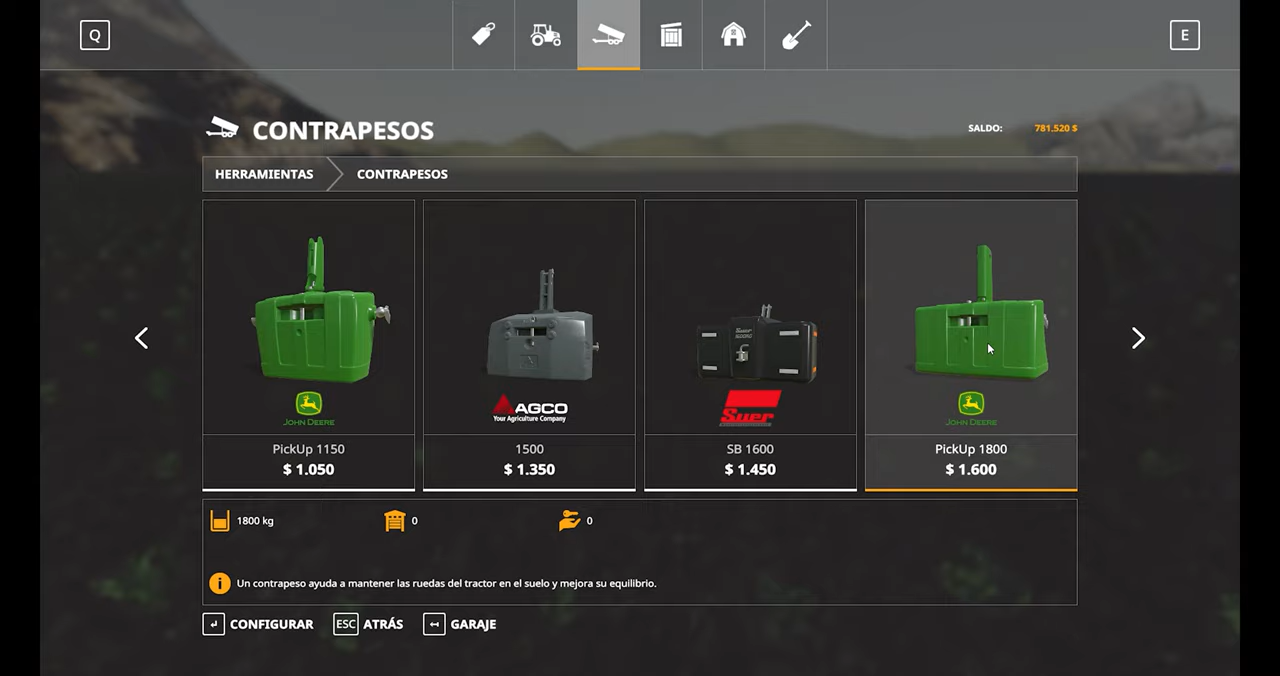 Q
E
CONTRAPESOS
SALDO: 781.520 $
HERRAMIENTAS CONTRAPESOS
JOHN DEERE
AGCO
Your Agriculture Company
Suer
JOHN DEERE
PickUp 1150
$ 1.050
1500
$ 1.350
SB 1600
$ 1.450
PickUp 1800
$ 1.600
1800 kg 0 0
Un contrapeso ayuda a mantener las ruedas del tractor en el suelo y mejora su equilibrio.
CONFIGURAR ESC ATRÁS GARAJE